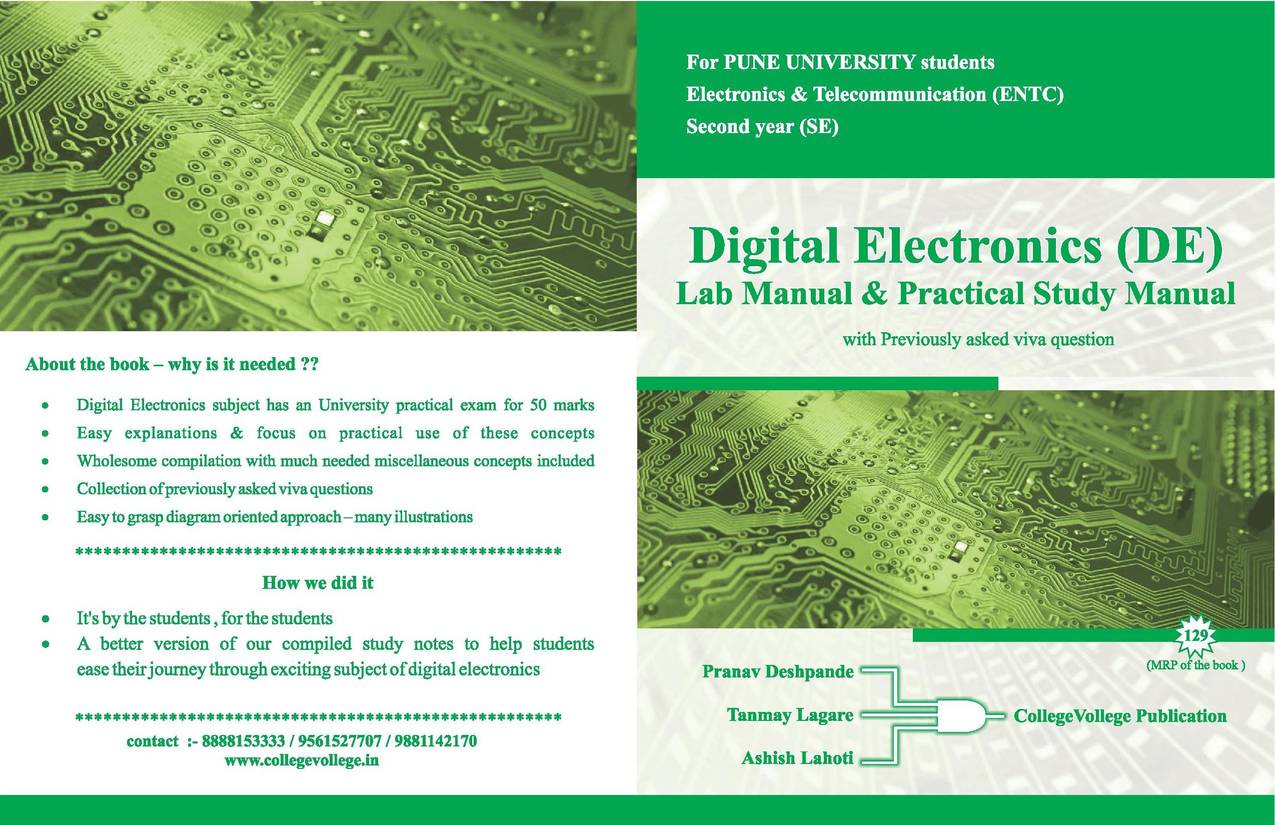 About the book – why is it needed ??
• Digital Electronics subject has an University practical exam for 50 marks
• Easy explanations & focus on practical use of these concepts
• Wholesome compilation with much needed miscellaneous concepts included
• Collection of previously asked viva questions
• Easy to grasp diagram oriented approach – many illustrations
****************************************************
How we did it
• It's by the students , for the students
• A better version of our compiled study notes to help students
ease their journey through exciting subject of digital electronics
****************************************************
contact :- 8888153333 / 9561527707 / 9881142170
www.collegevollege.in
For PUNE UNIVERSITY students
Electronics & Telecommunication (ENTC)
Second year (SE)
Digital Electronics (DE)
Lab Manual & Practical Study Manual
with Previously asked viva question
129
(MRP of the book )
Pranav Deshpande
Tanmay Lagare
Ashish Lahoti
CollegeVollege Publication